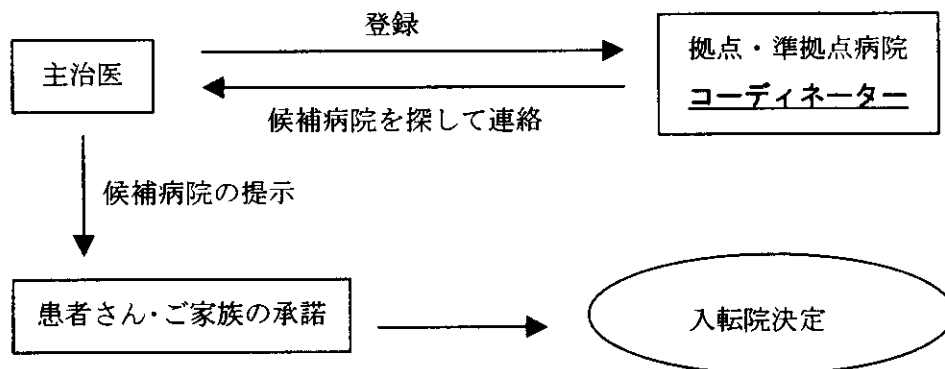 登録
主治医
拠点・準拠点病院
コーディネーター
候補病院を探して連絡
候補病院の提示
患者さん・ご家族の承諾
入転院決定